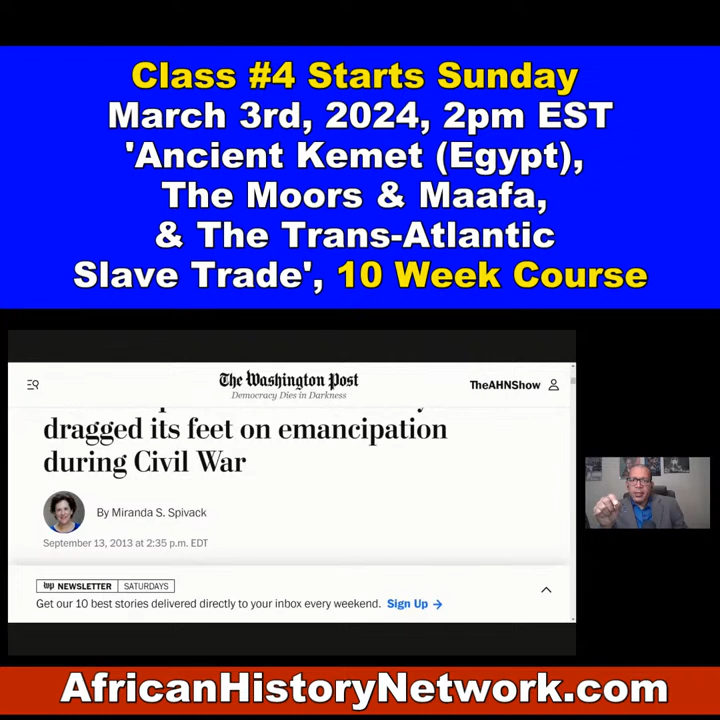 Class #4 Starts Sunday
March 3rd, 2024, 2pm EST
'Ancient Kemet (Egypt),
The Moors & Maafa,
& The Trans-Atlantic
Slave Trade', 10 Week Course
The Washington Post
Democracy Dies in Darkness
TheAHNShow
dragged its feet on emancipation
during Civil War
By Miranda S. Spivack
September 13, 2013 at 2:35 p.m. EDT
wp NEWSLETTER | SATURDAYS
Get our 10 best stories delivered directly to your inbox every weekend. Sign Up →
AfricanHistoryNetwork.com